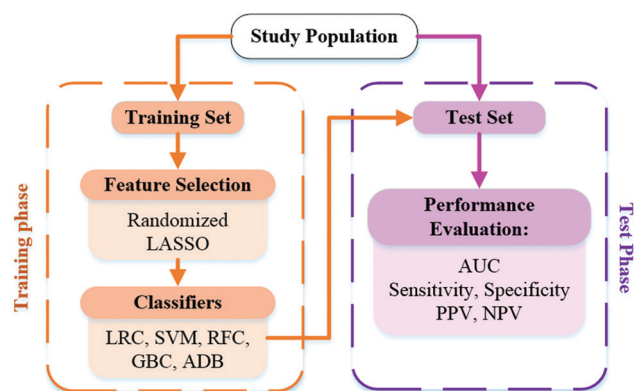 Study Population
Training phase
Training Set
Feature Selection
Randomized
LASSO
Classifiers
LRC, SVM, RFC,
GBC, ADB
Test Set
Performance
Evaluation:
AUC
Sensitivity, Specificity
PPV, NPV
Test Phase